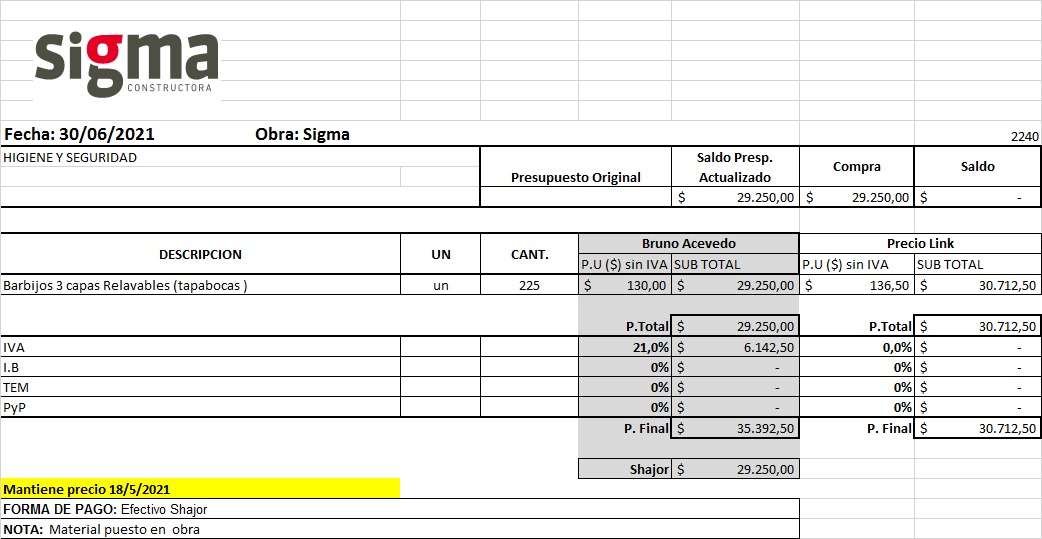 sigma
CONSTRUCTORA
Fecha: 30/06/2021 Obra: Sigma 2240
HIGIENE Y SEGURIDAD
Presupuesto Original Saldo Presp. Actualizado Compra Saldo
$ 29.250,00 $ 29.250,00 $ -
DESCRIPCION UN CANT. Bruno Acevedo Precio Link
P.U ($) sin IVA SUB TOTAL P.U ($) sin IVA SUB TOTAL
Barbijos 3 capas Relavables (tapabocas ) un 225 $ 130,00 $ 29.250,00 $ 136,50 $ 30.712,50
P.Total $ 29.250,00 P.Total $ 30.712,50
IVA 21,0% $ 6.142,50 0,0% $ -
I.B 0% $ - 0% $ -
TEM 0% $ - 0% $ -
PyP 0% $ - 0% $ -
P. Final $ 35.392,50 P. Final $ 30.712,50
Shajor $ 29.250,00
Mantiene precio 18/5/2021
FORMA DE PAGO: Efectivo Shajor
NOTA: Material puesto en obra